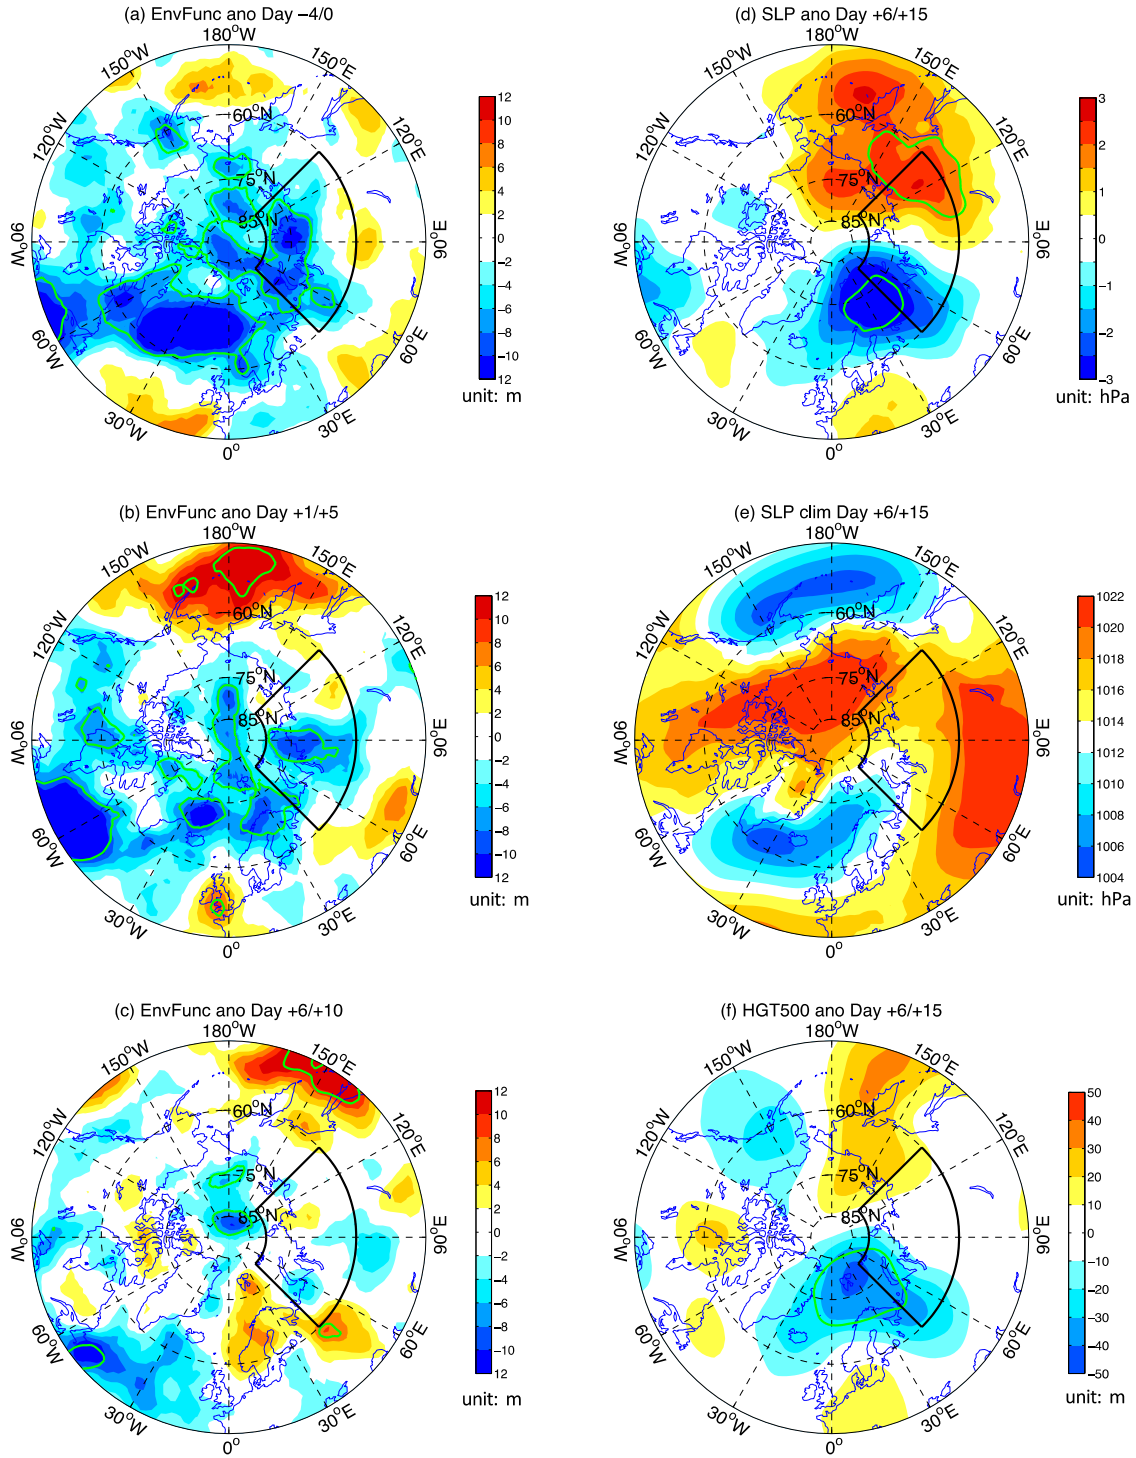 (a) EnvFunc ano Day −4/0
180°W
150°W
150°E
120°W
120°E
60°N
75°N
85°N
90°W
90°E
60°W
60°E
30°W
30°E
0°
12
10
8
6
4
2
0
−2
−4
−6
−8
−10
12
unit: m
(d) SLP ano Day +6/+15
180°W
150°W
150°E
120°W
120°E
60°N
75°N
85°N
90°W
90°E
60°W
60°E
30°W
30°E
0°
3
2
1
0
−1
−2
−3
unit: hPa
(b) EnvFunc ano Day +1/+5
180°W
150°W
150°E
120°W
120°E
60°N
75°N
85°N
90°W
90°E
60°W
60°E
30°W
30°E
0°
12
10
8
6
4
2
0
−2
−4
−6
−8
−10
12
unit: m
(e) SLP clim Day +6/+15
180°W
150°W
150°E
120°W
120°E
60°N
75°N
85°N
90°W
90°E
60°W
60°E
30°W
30°E
0°
1022
1020
1018
1016
1014
1012
1010
1008
1006
1004
unit: hPa
(c) EnvFunc ano Day +6/+10
180°W
150°W
150°E
120°W
120°E
60°N
75°N
85°N
90°W
90°E
60°W
60°E
30°W
30°E
0°
12
10
8
6
4
2
0
−2
−4
−6
−8
−10
12
unit: m
(f) HGT500 ano Day +6/+15
180°W
150°W
150°E
120°W
120°E
60°N
75°N
85°N
90°W
90°E
60°W
60°E
30°W
30°E
0°
50
40
30
20
10
0
−10
−20
−30
−40
−50
unit: m